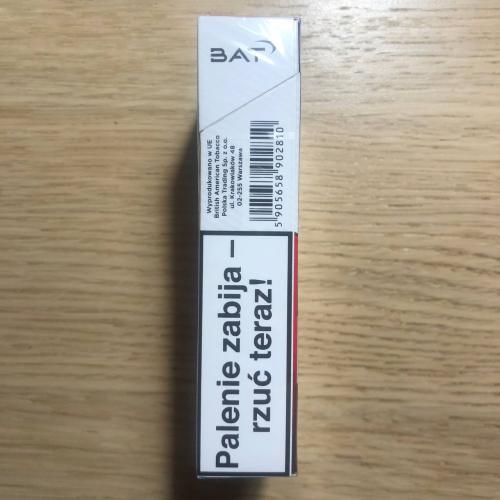 BAT
Wyprodukowano w UE
British American Tobacco
Polska Trading Sp. z o.o.
ul. Krakowiaków 48
02-255 Warszawa
5 905658 902810
Palenie zabija –
rzuć teraz!